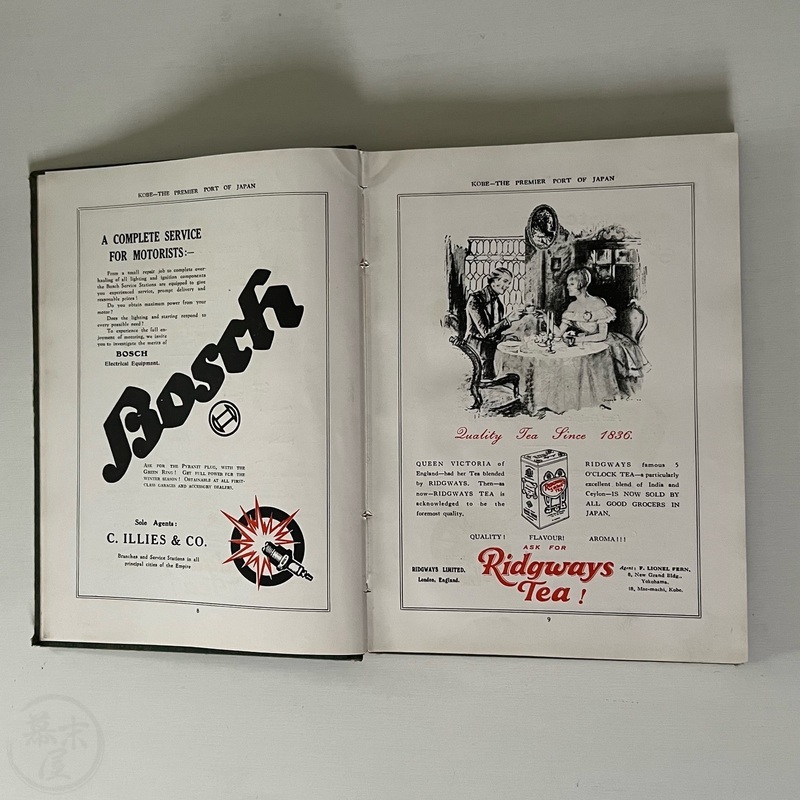 KOBE—THE PREMIER PORT OF JAPAN
A COMPLETE SERVICE
FOR MOTORISTS:—
From a small repair job to complete over-
hauling of all lighting and ignition components
the Bosch Service Stations are equipped to give
you experienced service, prompt delivery and
reasonable prices!
Do you obtain maximum power from your
motor?
Does the lighting and starting respond to
every possible need?
To experience the full en-
joyment of motoring, we invite
you to investigate the merits of
BOSCH
Electrical Equipment.
Bosch
Ask for the Pyranit plug, with the
Green Ring! Get full power for the
winter season! Obtainable at all first-
class garages and accessory dealers.
Sole Agents:
C. ILLIES & CO.
Branches and Service Stations in all
principal cities of the Empire
8
KOBE—THE PREMIER PORT OF JAPAN
Quality Tea Since 1836.
QUEEN VICTORIA of
England—had her Tea blended
by RIDGWAYS. Then—as
now—RIDGWAYS TEA is
acknowledged to be the
foremost quality.
RIDGWAYS famous 5
O'CLOCK TEA—a particularly
excellent blend of India and
Ceylon—IS NOW SOLD BY
ALL GOOD GROCERS IN
JAPAN.
QUALITY! FLAVOUR! AROMA!!!
ASK FOR
Ridgways
Tea!
RIDGWAYS LIMITED,
London, England.
Agent: F. LIONEL FERN,
8, New Grand Bldg.,
Yokohama.
18, Mae-machi, Kobe.
9
幕末
屋